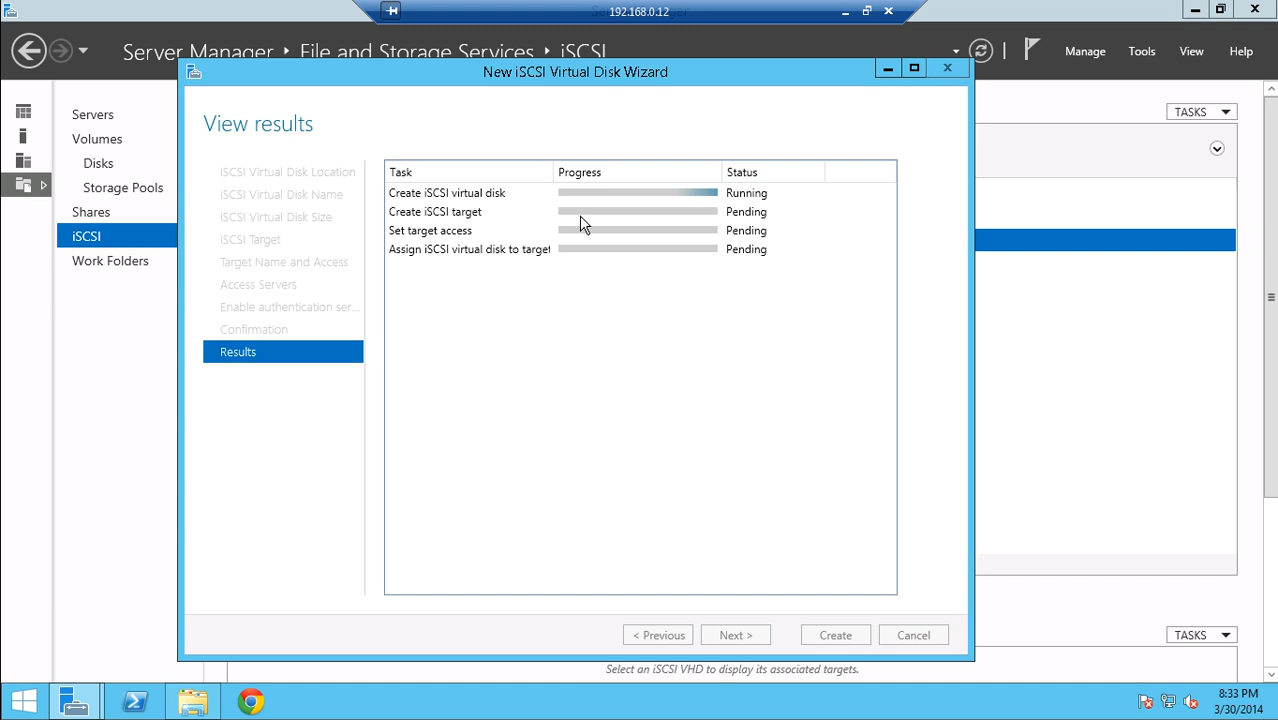 192.168.0.12
Server Manager ‣ File and Storage Services ‣ iSCSI
Manage Tools View Help
New iSCSI Virtual Disk Wizard
Servers
Volumes
Disks
Storage Pools
Shares
iSCSI
Work Folders
View results
iSCSI Virtual Disk Location
iSCSI Virtual Disk Name
iSCSI Virtual Disk Size
iSCSI Target
Target Name and Access
Access Servers
Enable authentication ser...
Confirmation
Results
Task Progress Status
Create iSCSI virtual disk Running
Create iSCSI target Pending
Set target access Pending
Assign iSCSI virtual disk to target Pending
TASKS
< Previous Next > Create Cancel
TASKS
Select an iSCSI VHD to display its associated targets.
8:33 PM
3/30/2014